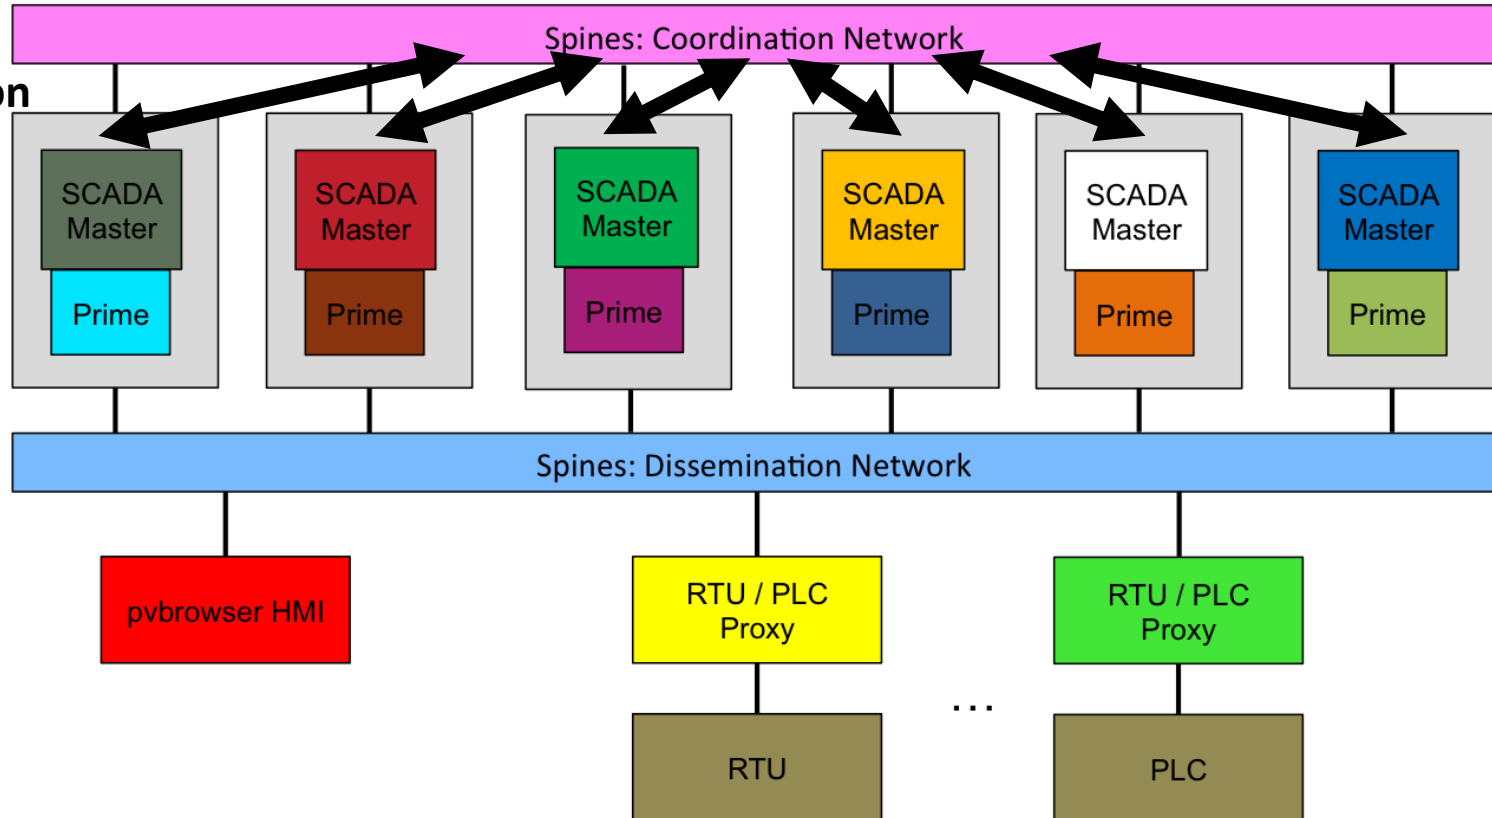 Spines: Coordination Network
on
SCADA
Master
Prime
SCADA
Master
Prime
SCADA
Master
Prime
SCADA
Master
Prime
SCADA
Master
Prime
SCADA
Master
Prime
Spines: Dissemination Network
pvbrowser HMI
RTU / PLC
Proxy
RTU / PLC
Proxy
...
RTU
PLC